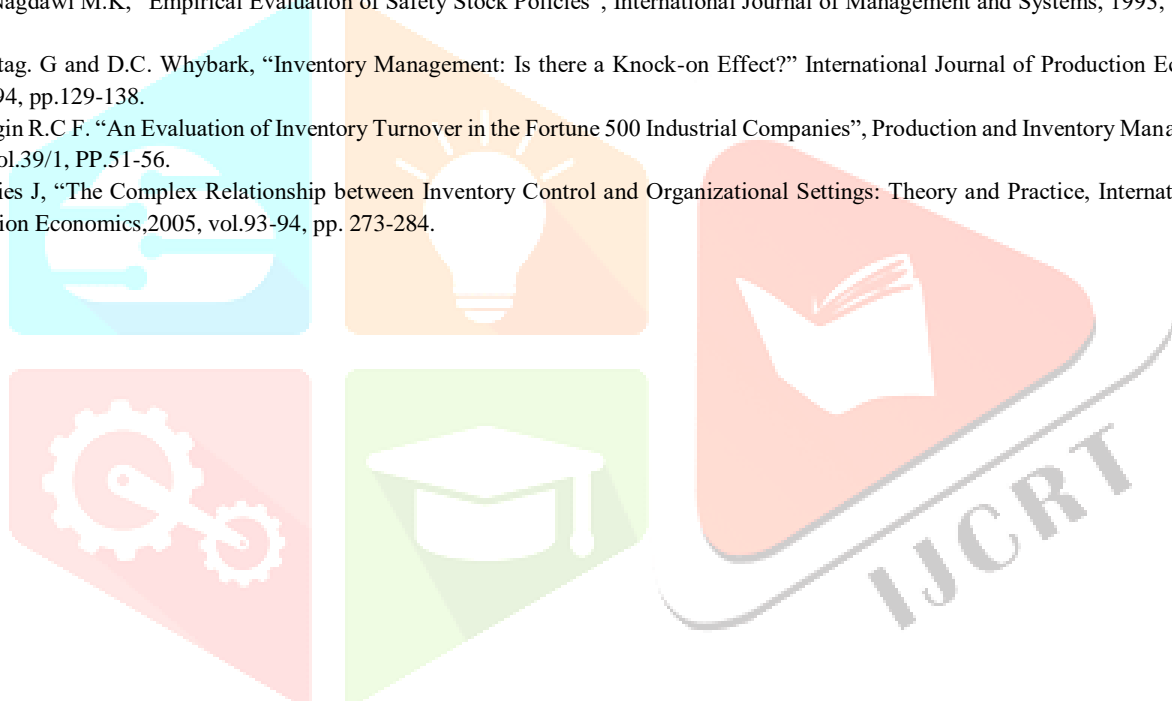 Nagdawi M.K, "Empirical Evaluation of Safety Stock Policies", International Journal of Management and Systems, 1993,
tag. G and D.C. Whybark, “Inventory Management: Is there a Knock-on Effect?” International Journal of Production Ec
94, pp.129-138.
gin R.C F. “An Evaluation of Inventory Turnover in the Fortune 500 Industrial Companies”, Production and Inventory Mana
ol.39/1, PP.51-56.
ies J, “The Complex Relationship between Inventory Control and Organizational Settings: Theory and Practice, Internat
ion Economics,2005, vol.93-94, pp. 273-284.
IJCRT